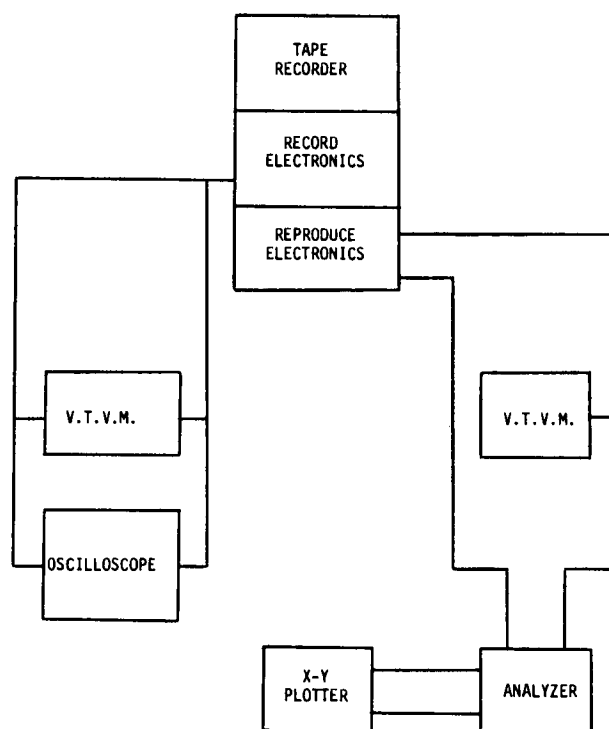 TAPE
RECORDER
RECORD
ELECTRONICS
REPRODUCE
ELECTRONICS
V.T.V.M.
V.T.V.M.
OSCILLOSCOPE
X-Y
PLOTTER
ANALYZER